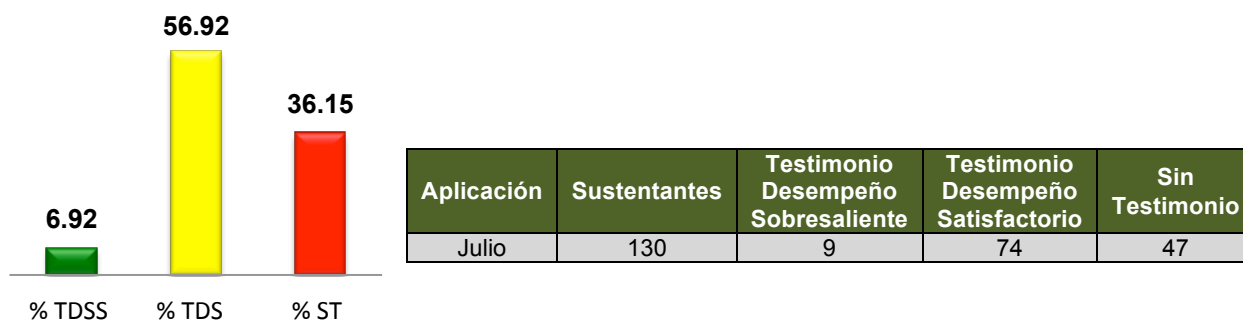 56.92
36.15
6.92
% TDSS % TDS % ST
Aplicación Sustentantes Testimonio Desempeño Sobresaliente Testimonio Desempeño Satisfactorio Sin Testimonio
Julio 130 9 74 47